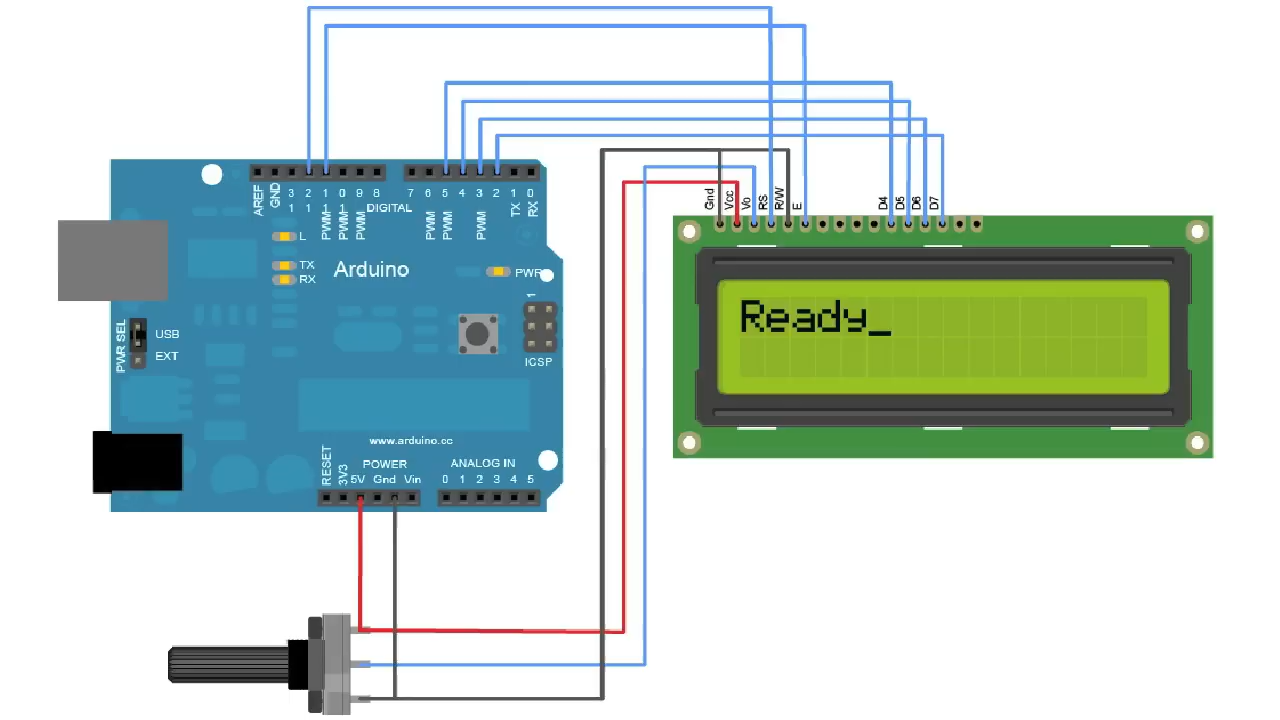 Gnd
Vcc
Vo
RS
R/W
E
D4
D5
D6
D7
AREF
GND
13
12
11
10
9
8
7
6
5
4
3
2
1
0
DIGITAL
PWM
PWM
PWM
PWM
PWM
PWM
TX
RX
L
TX
RX
Arduino
PWR
1
ICSP
PWR SEL
USB
EXT
Ready_
www.arduino.cc
RESET
3V3
POWER
5V Gnd Vin
ANALOG IN
0 1 2 3 4 5